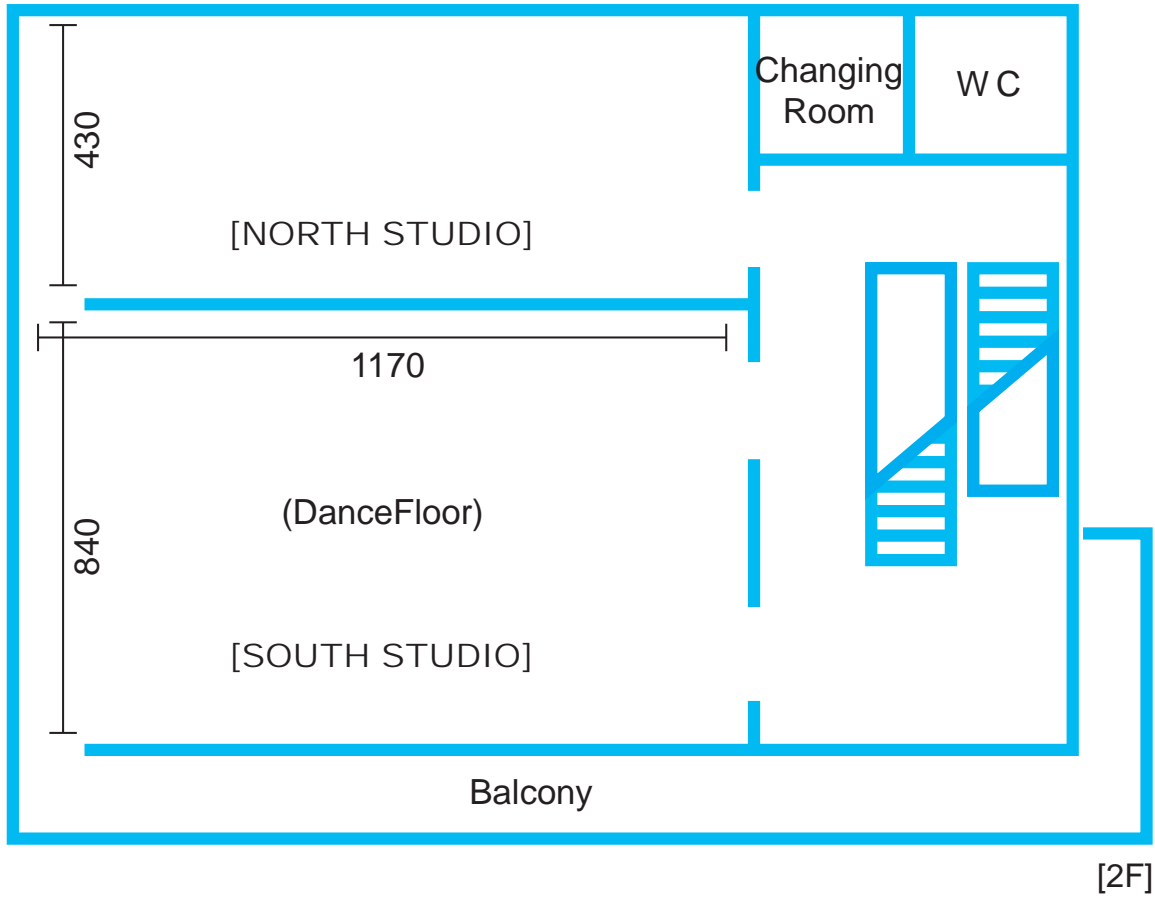 Changing
Room
W C
430
[NORTH STUDIO]
1170
(DanceFloor)
840
[SOUTH STUDIO]
Balcony
[2F]